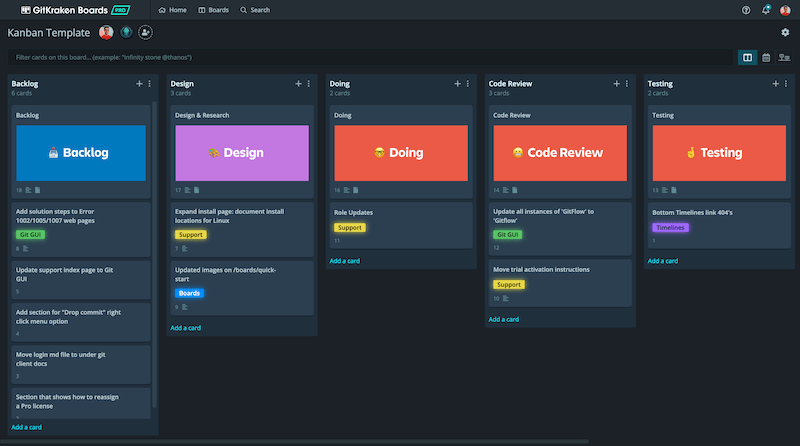 GitKraken Boards PRO
Home
Boards
Search
Kanban Template
Filter cards on this board... (example: "infinity stone @thanos")
Backlog
6 cards
Backlog
Backlog
18
Add solution steps to Error
1002/1005/1007 web pages
Git GUI
8
Update support index page to Git
GUI
5
Add section for "Drop commit" right
click menu option
4
Move login md file to under git
client docs
3
Section that shows how to reassign
a Pro license
Add a card
Design
3 cards
Design & Research
Design
17
Expand install page: document install
locations for Linux
Support
7
Updated Images on /boards/quick-
start
Boards
9
Add a card
Doing
2 cards
Doing
Doing
16
Role Updates
Support
11
Add a card
Code Review
3 cards
Code Review
Code Review
14
Update all instances of 'GitFlow' to
'Gitflow'
Git GUI
12
Move trial activation instructions
Support
10
Add a card
Testing
2 cards
Testing
Testing
13
Bottom Timelines link 404's
Timelines
1
Add a card